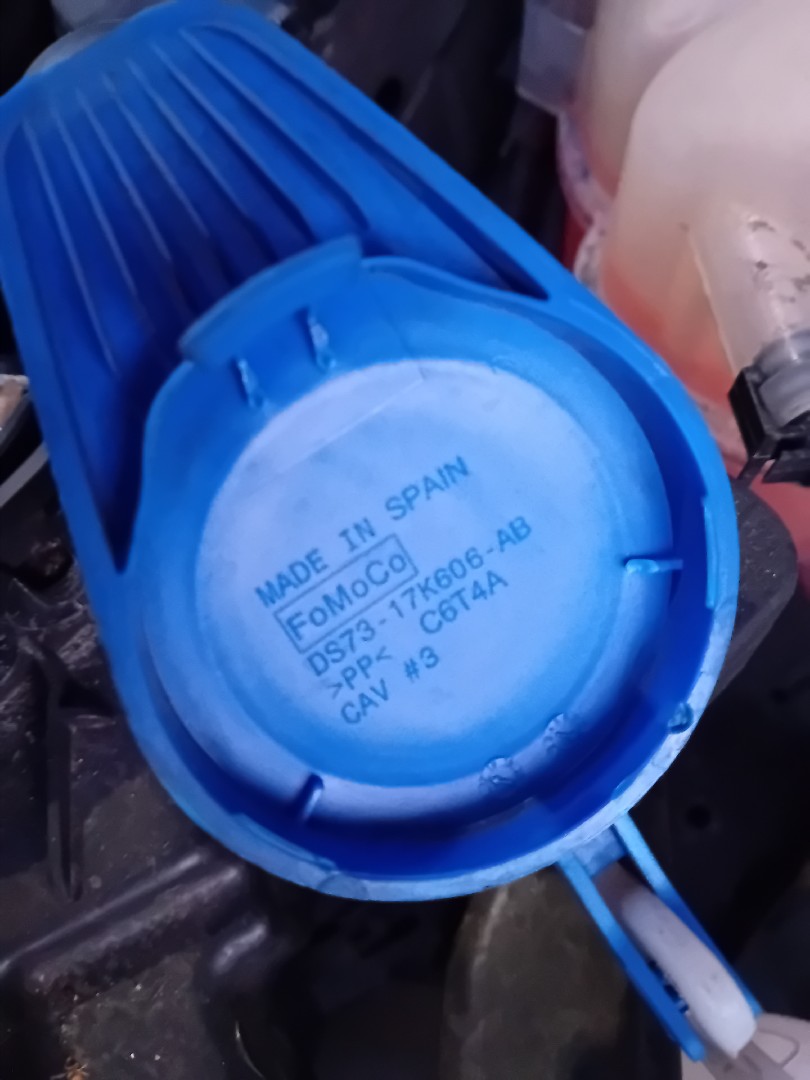 MADE IN SPAIN
FoMoCo
DS73-17K606-AB
>PP< C6T4A
CAV #3